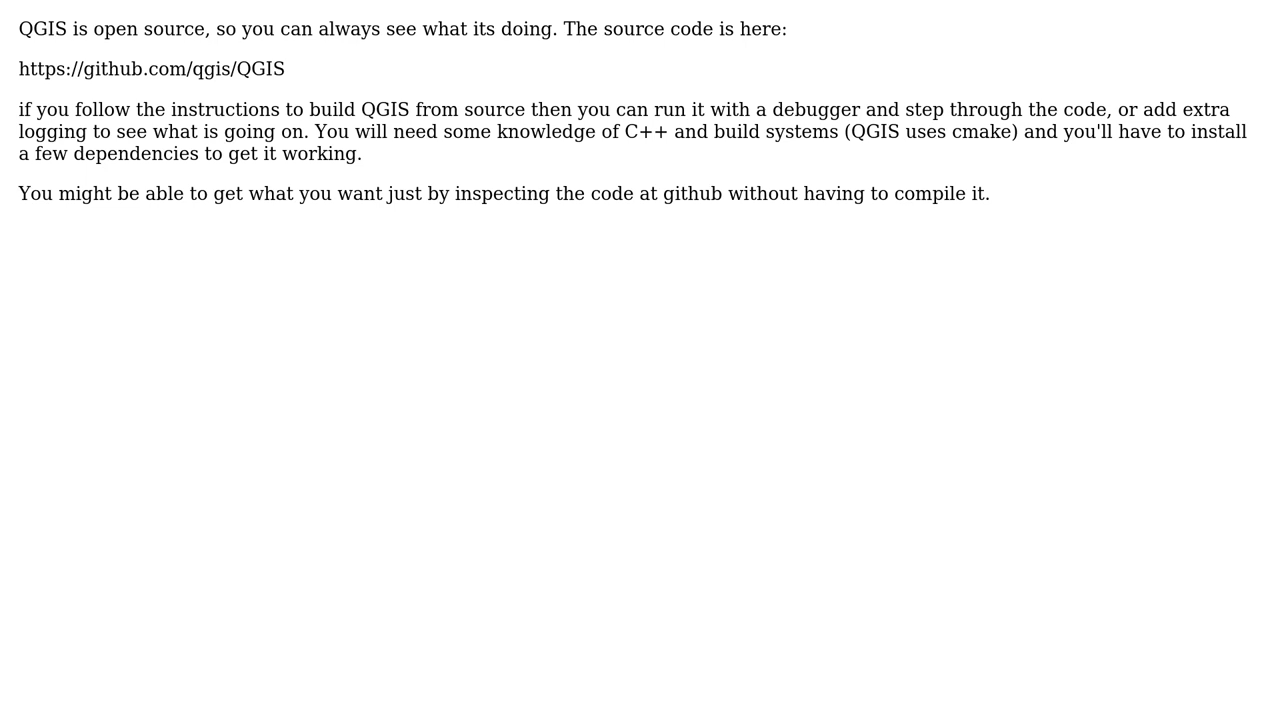 QGIS is open source, so you can always see what its doing. The source code is here:
https://github.com/qgis/QGIS
if you follow the instructions to build QGIS from source then you can run it with a debugger and step through the code, or add extra
logging to see what is going on. You will need some knowledge of C++ and build systems (QGIS uses cmake) and you'll have to install
a few dependencies to get it working.
You might be able to get what you want just by inspecting the code at github without having to compile it.